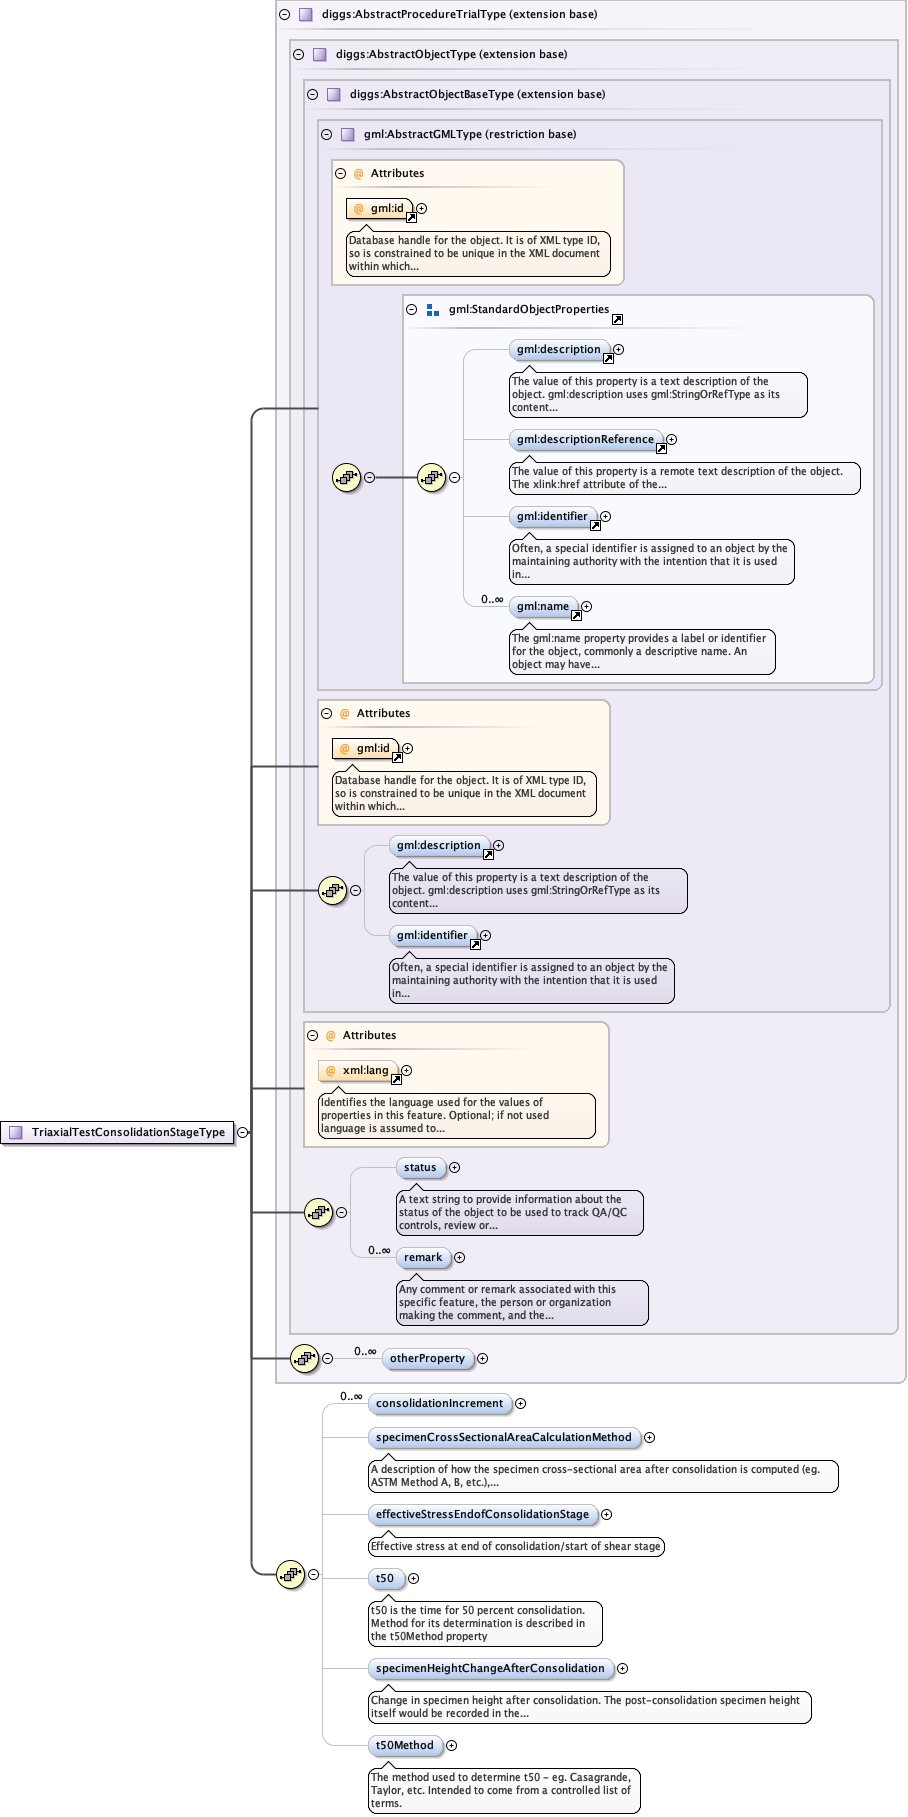 diggs:AbstractProcedureTrialType (extension base)
diggs:AbstractObjectType (extension base)
diggs:AbstractObjectBaseType (extension base)
gml:AbstractGMLType (restriction base)
@ Attributes
@ gml:id
Database handle for the object. It is of XML type ID,
so is constrained to be unique in the XML document
within which...
gml:StandardObjectProperties
gml:description
The value of this property is a text description of the
object. gml:description uses gml:StringOrRefType as its
content...
gml:descriptionReference
The value of this property is a remote text description of the object.
The xlink:href attribute of the...
gml:identifier
Often, a special identifier is assigned to an object by the
maintaining authority with the intention that it is used
in...
0..∞
gml:name
The gml:name property provides a label or identifier
for the object, commonly a descriptive name. An
object may have...
@ Attributes
@ gml:id
Database handle for the object. It is of XML type ID,
so is constrained to be unique in the XML document
within which...
gml:description
The value of this property is a text description of the
object. gml:description uses gml:StringOrRefType as its
content...
gml:identifier
Often, a special identifier is assigned to an object by the
maintaining authority with the intention that it is used
in...
@ Attributes
@ xml:lang
Identifies the language used for the values of
properties in this feature. Optional; if not used
language is assumed to...
TriaxialTestConsolidationStageType
status
A text string to provide information about the
status of the object to be used to track QA/QC
controls, review or...
0..∞
remark
Any comment or remark associated with this
specific feature, the person or organization
making the comment, and the...
0..∞
otherProperty
0..∞
consolidationIncrement
specimenCrossSectionalAreaCalculationMethod
A description of how the specimen cross-sectional area after consolidation is computed (eg.
ASTM Method A, B, etc.),...
effectiveStressEndofConsolidationStage
Effective stress at end of consolidation/start of shear stage
t50
t50 is the time for 50 percent consolidation.
Method for its determination is described in
the t50Method property
specimenHeightChangeAfterConsolidation
Change in specimen height after consolidation. The post-consolidation specimen height
itself would be recorded in the...
t50Method
The method used to determine t50 - eg. Casagrande,
Taylor, etc. Intended to come from a controlled list of
terms.